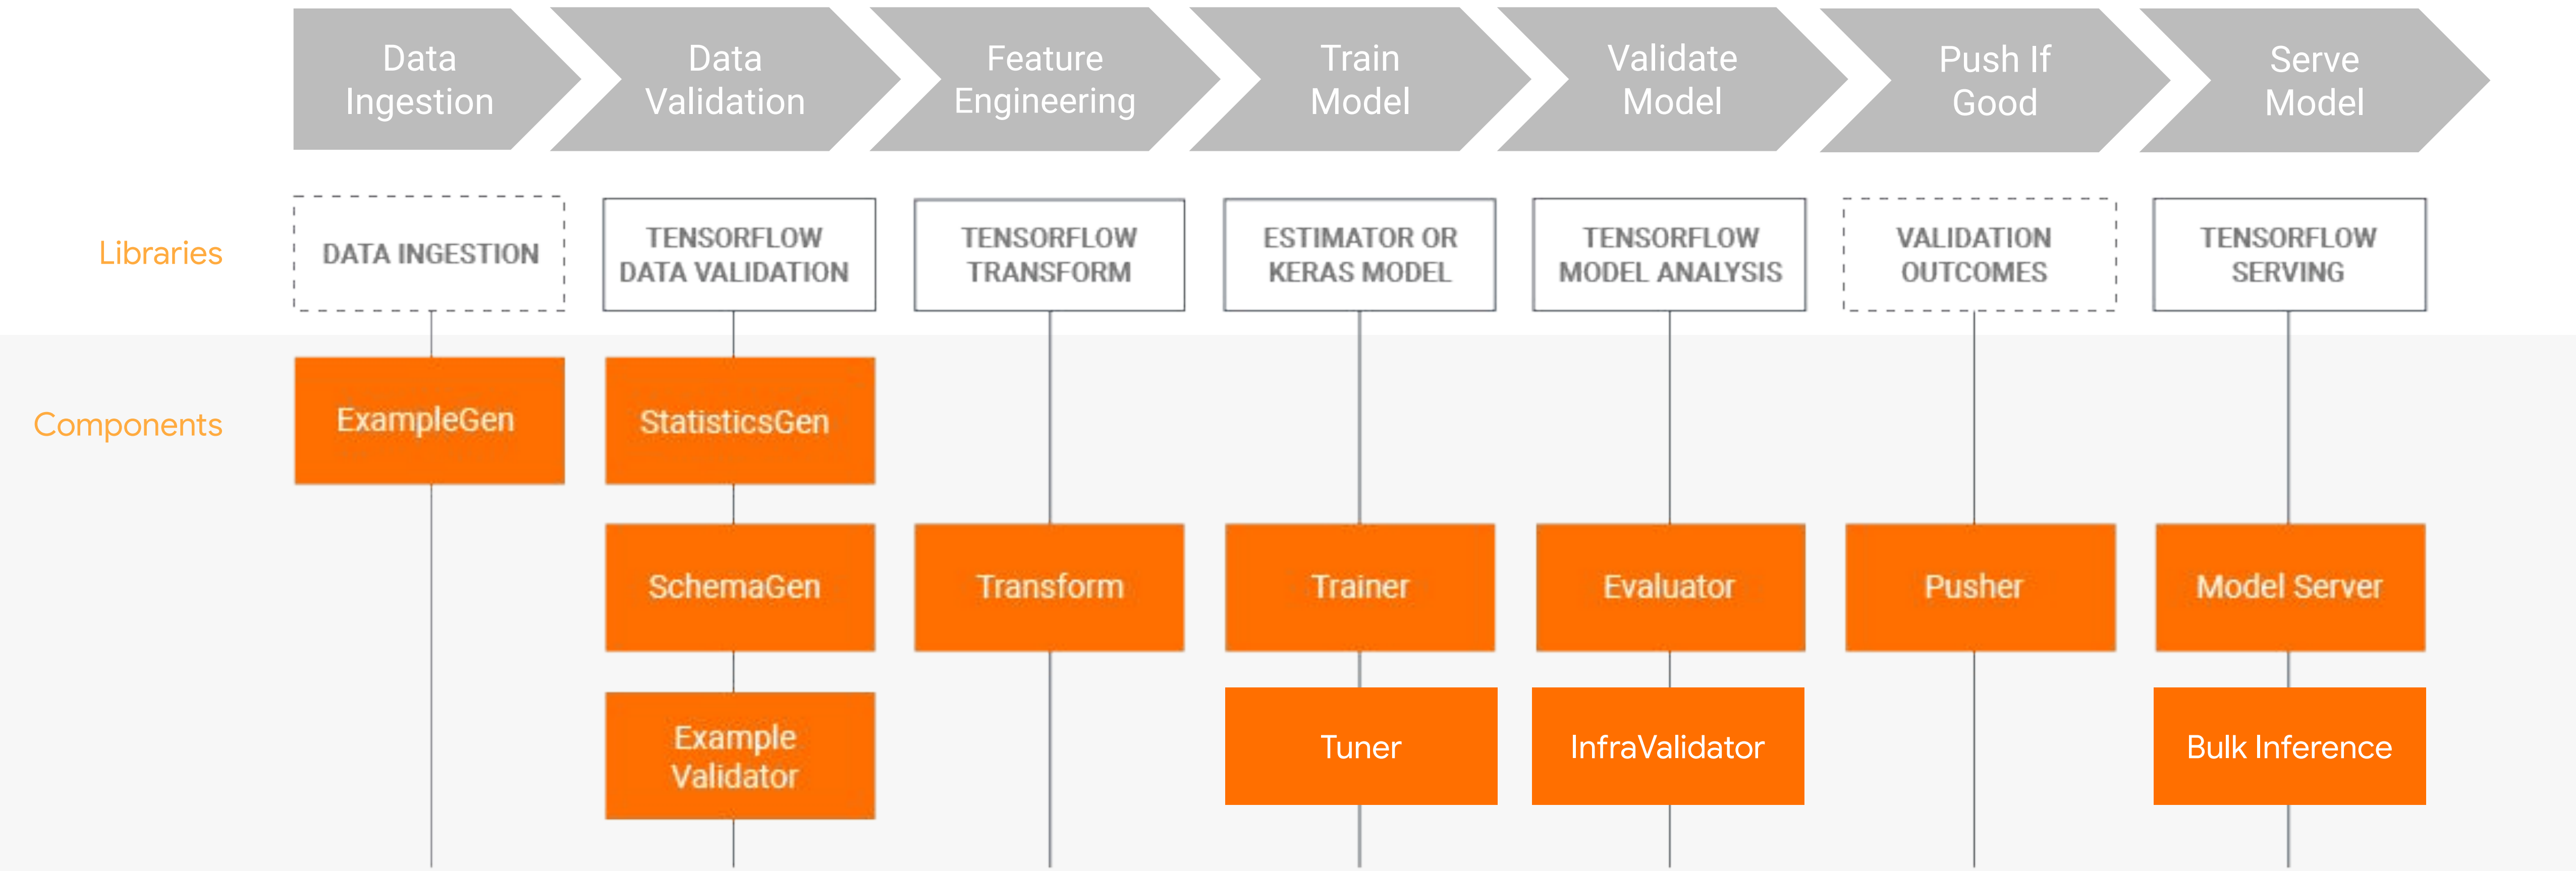 Data
Ingestion
Data
Validation
Feature
Engineering
Train
Model
Validate
Model
Push If
Good
Serve
Model
Libraries
DATA INGESTION
TENSORFLOW
DATA VALIDATION
TENSORFLOW
TRANSFORM
ESTIMATOR OR
KERAS MODEL
TENSORFLOW
MODEL ANALYSIS
VALIDATION
OUTCOMES
TENSORFLOW
SERVING
Components
ExampleGen
StatisticsGen
SchemaGen
Transform
Trainer
Evaluator
Pusher
Model Server
Example
Validator
Tuner
InfraValidator
Bulk Inference